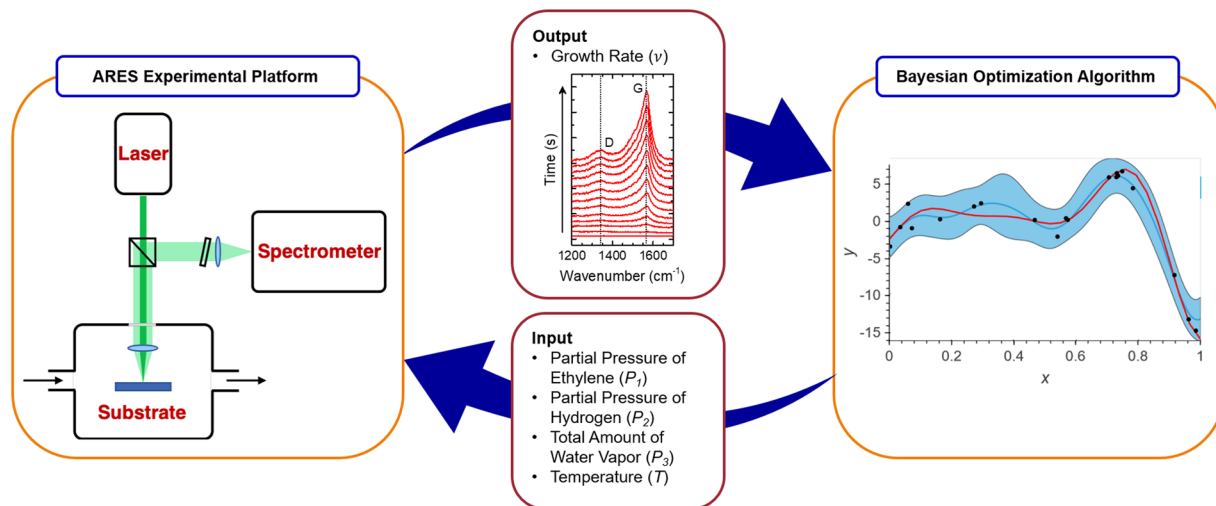 ARES Experimental Platform
Laser
Spectrometer
Substrate
Output
• Growth Rate (ν)
G
D
Time (s)
1200 1400 1600
Wavenumber (cm⁻¹)
Input
• Partial Pressure of
Ethylene (P₁)
• Partial Pressure of
Hydrogen (P₂)
• Total Amount of
Water Vapor (P₃)
• Temperature (T)
Bayesian Optimization Algorithm
5
0
-5
-10
-15
y
0 0.2 0.4 0.6 0.8 1
x